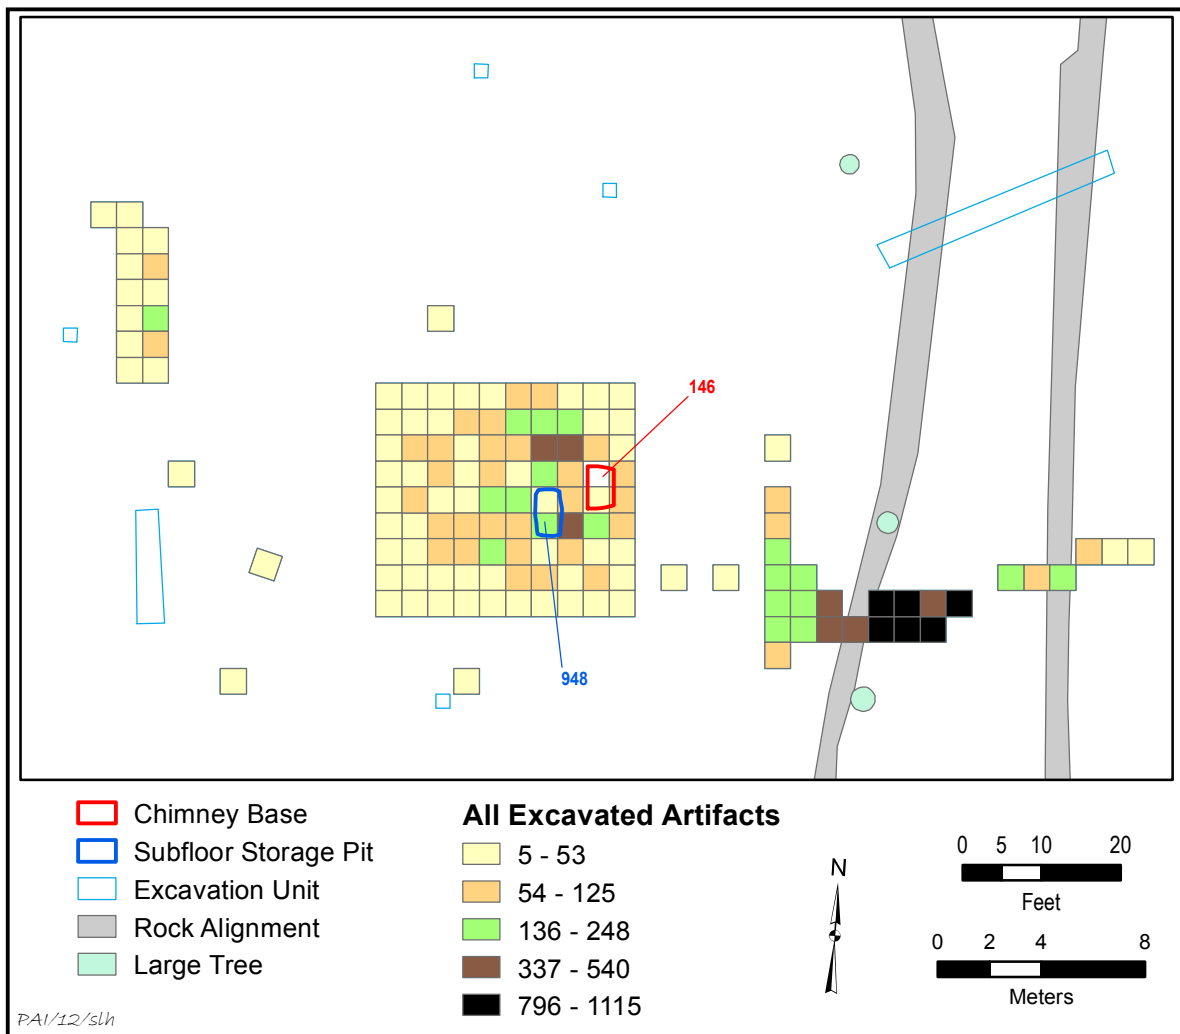 146
948
Chimney Base
Subfloor Storage Pit
Excavation Unit
Rock Alignment
Large Tree
All Excavated Artifacts
5 - 53
54 - 125
136 - 248
337 - 540
796 - 1115
N
0 5 10 20
Feet
0 2 4 8
Meters
PAI/12/slh